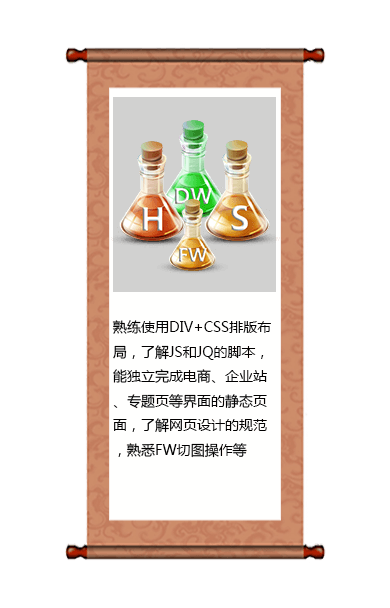 DW
H
S
FW
熟练使用DIV+CSS排版布
局，了解JS和JQ的脚本，
能独立完成电商、企业站
、专题页等界面的静态页
面，了解网页设计的规范
，熟悉FW切图操作等